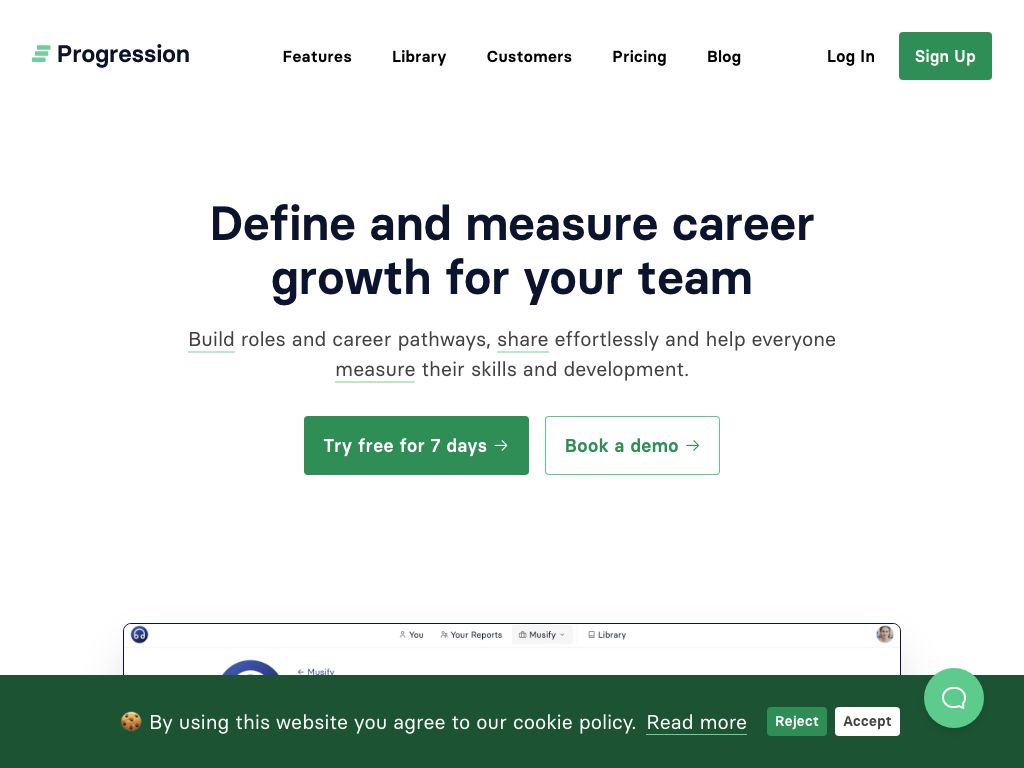 Progression
Features
Library
Customers
Pricing
Blog
Log In
Sign Up
Define and measure career
growth for your team
Build roles and career pathways, share effortlessly and help everyone
measure their skills and development.
Try free for 7 days →
Book a demo →
You
Your Reports
Musify
Library
← Musify
🍪 By using this website you agree to our cookie policy. Read more
Reject
Accept